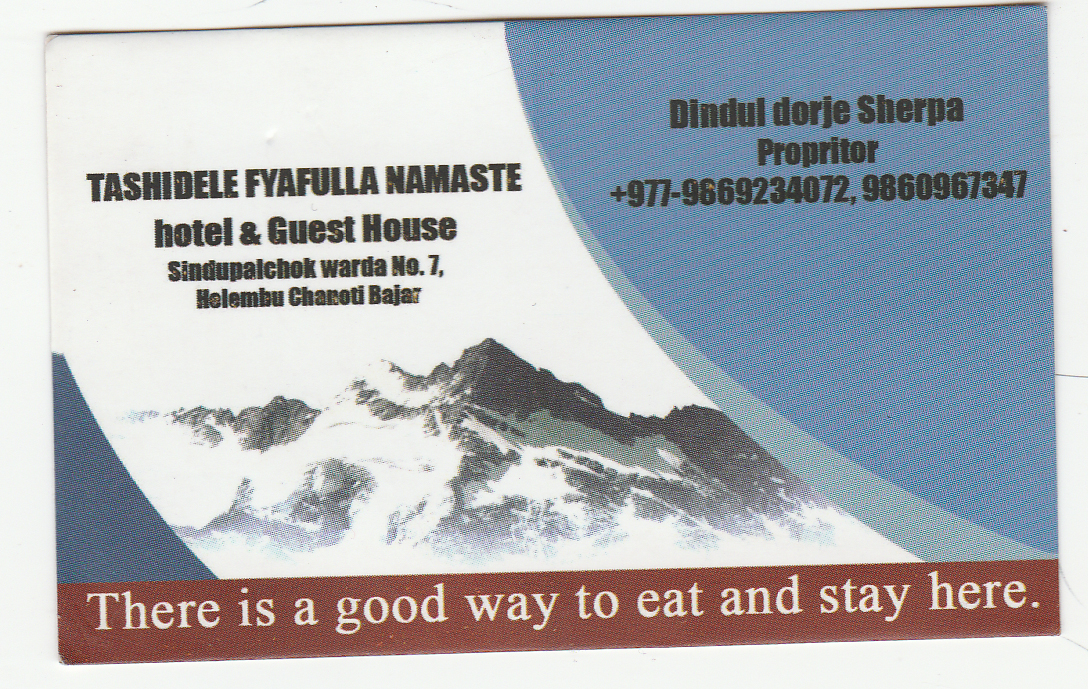 TASHIDELE FYAFULLA NAMASTE
hotel & Guest House
Sindupalchok warda No. 7,
Helembu Chanoti Bajar
Dindul dorje Sherpa
Propritor
+977-9869234072, 9860967347
There is a good way to eat and stay here.